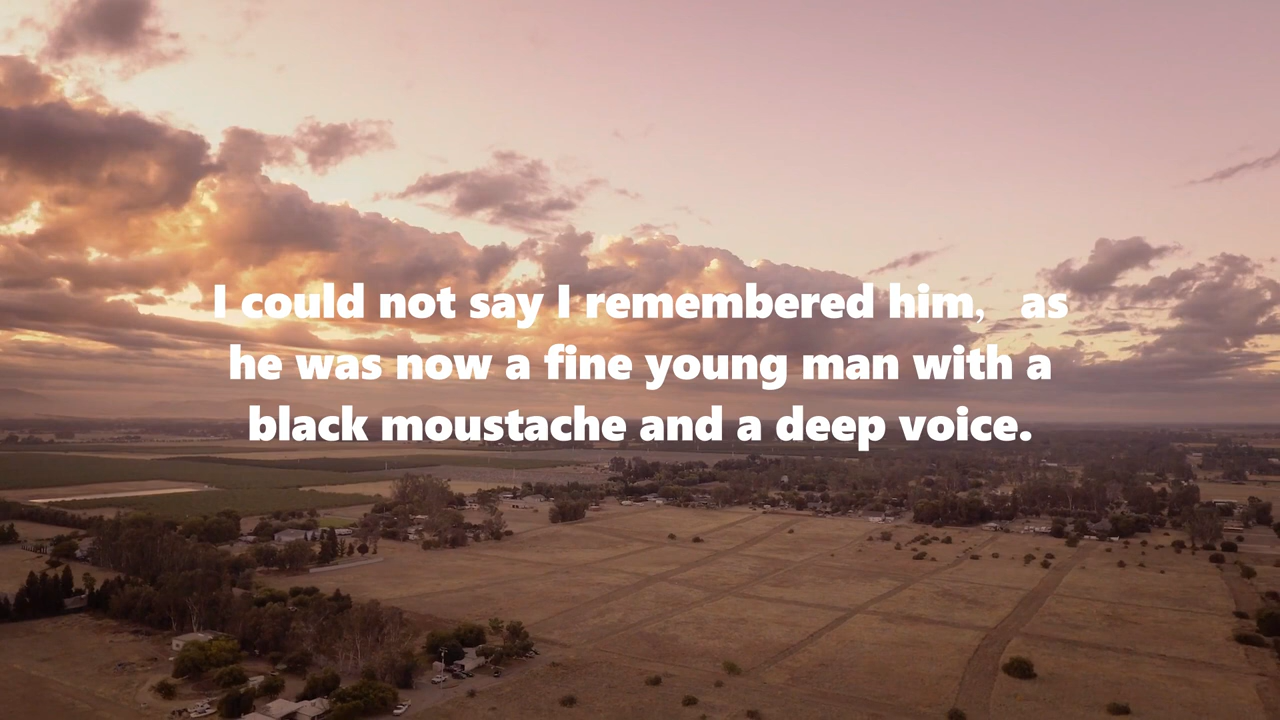 I could not say I remembered him,  as
he was now a fine young man with a
black moustache and a deep voice.